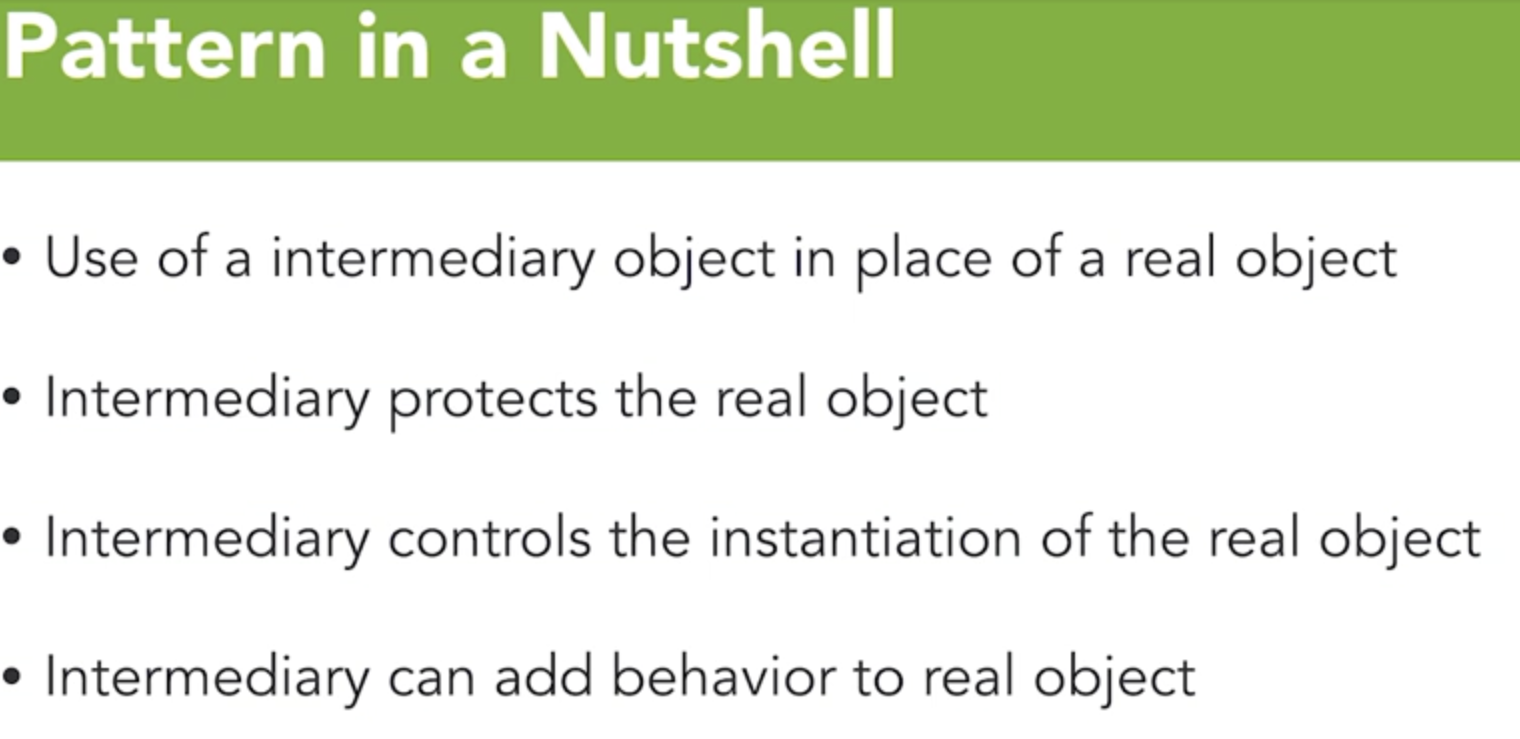 Pattern in a Nutshell
• Use of a intermediary object in place of a real object
• Intermediary protects the real object
• Intermediary controls the instantiation of the real object
• Intermediary can add behavior to real object